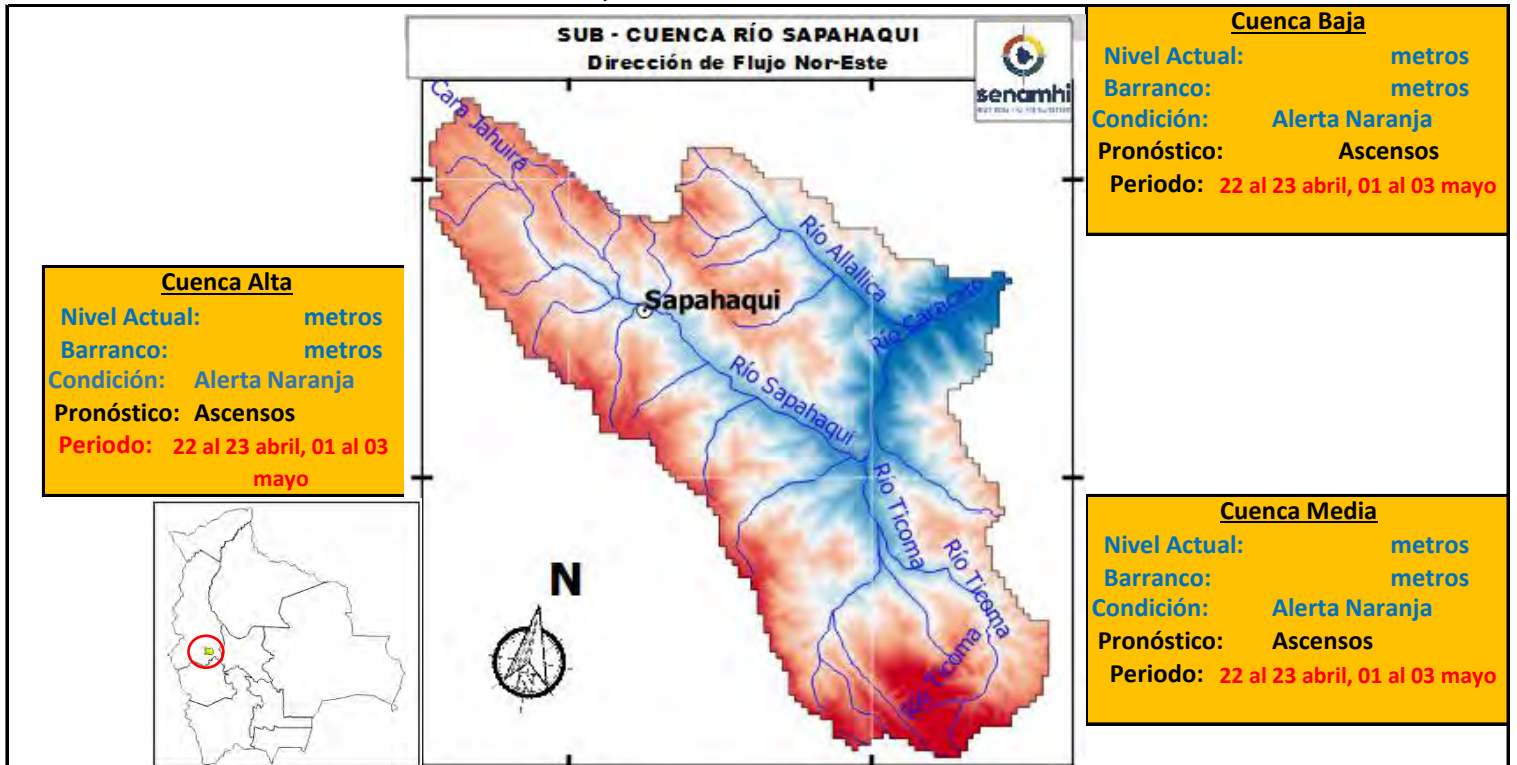 SUB - CUENCA RÍO SAPAHAQUI
Dirección de Flujo Nor-Este
senamhi
Cuenca Baja
Nivel Actual: metros
Barranco: metros
Condición: Alerta Naranja
Pronóstico: Ascensos
Periodo: 22 al 23 abril, 01 al 03 mayo
Cuenca Alta
Nivel Actual: metros
Barranco: metros
Condición: Alerta Naranja
Pronóstico: Ascensos
Periodo: 22 al 23 abril, 01 al 03
mayo
Cara Jahuira
Río Allallica
Río Caracato
Sapahaqui
Río Sapahaqui
Río Ticoma
Río Ticoma
Río Ticoma
N
Cuenca Media
Nivel Actual: metros
Barranco: metros
Condición: Alerta Naranja
Pronóstico: Ascensos
Periodo: 22 al 23 abril, 01 al 03 mayo